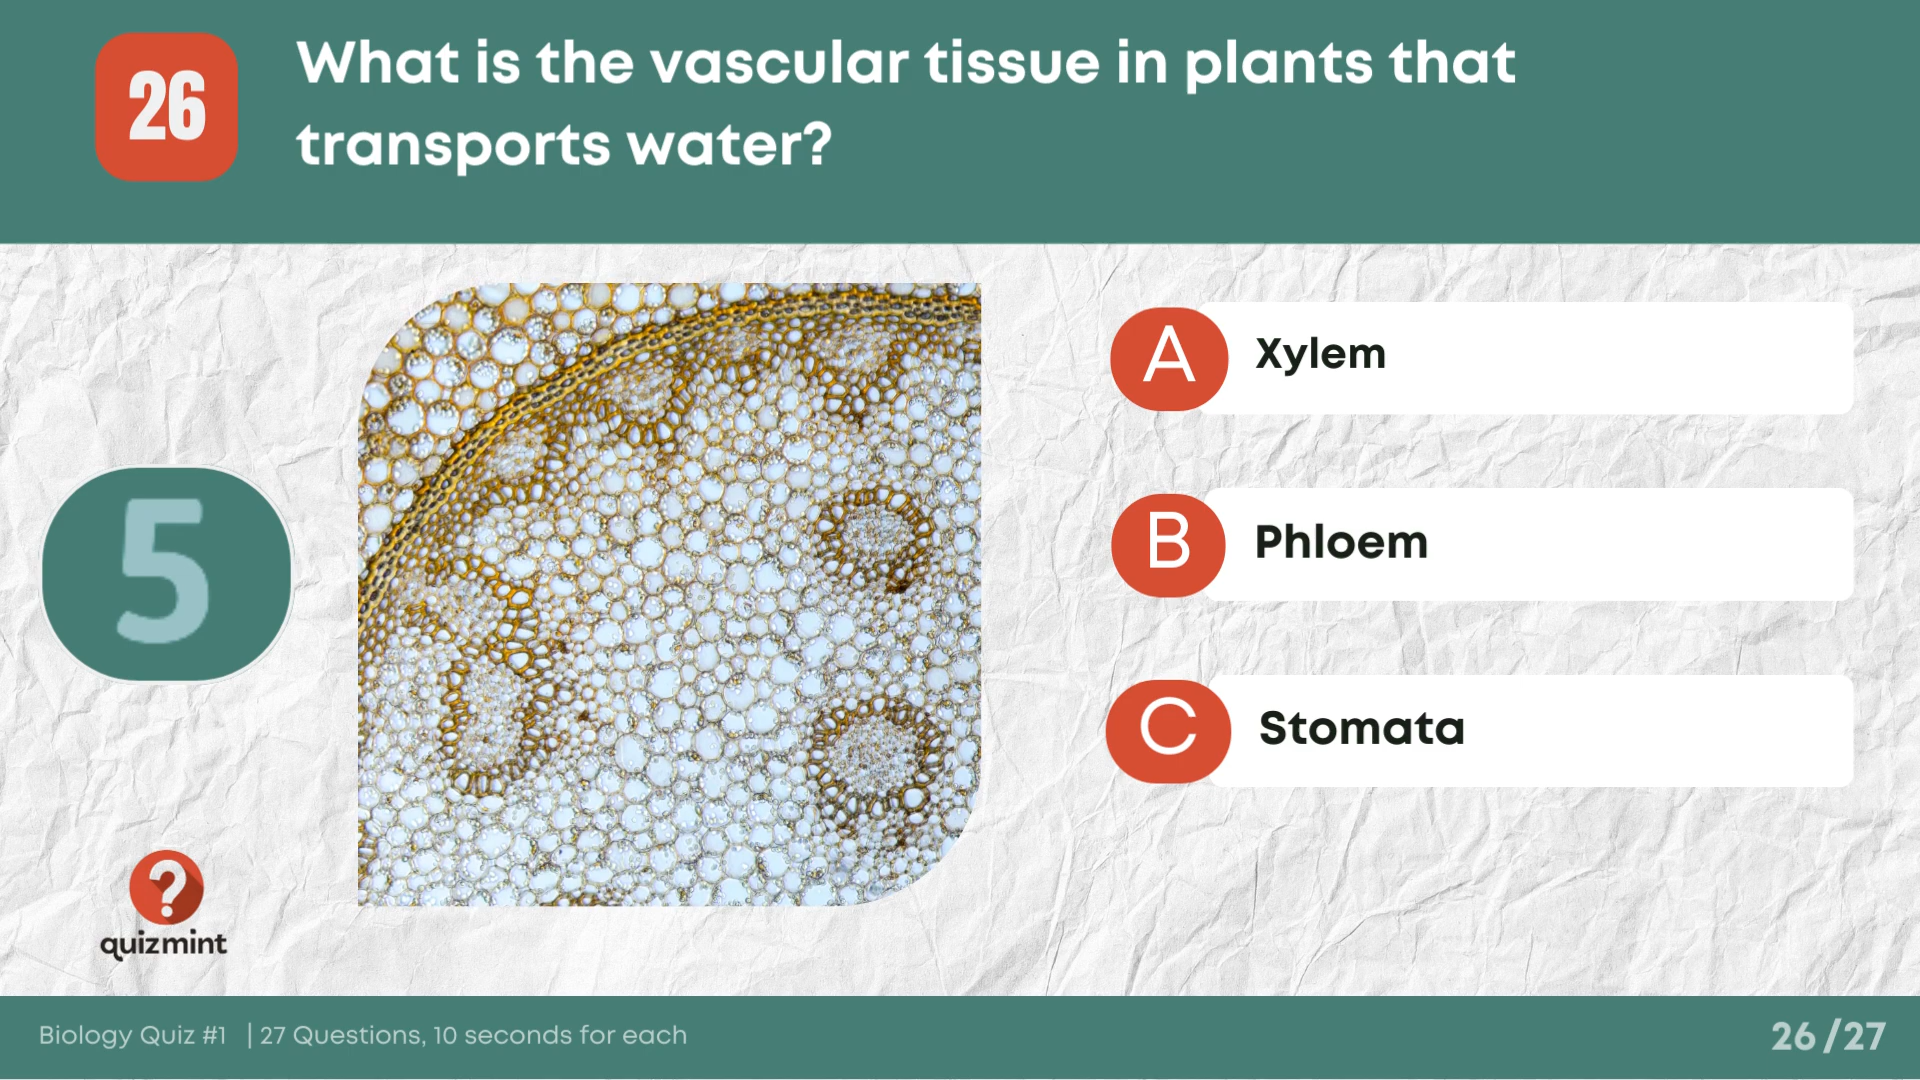 26
What is the vascular tissue in plants that
transports water?
A Xylem
B Phloem
C Stomata
5
?
quizmint
Biology Quiz #1 | 27 Questions, 10 seconds for each
26/27